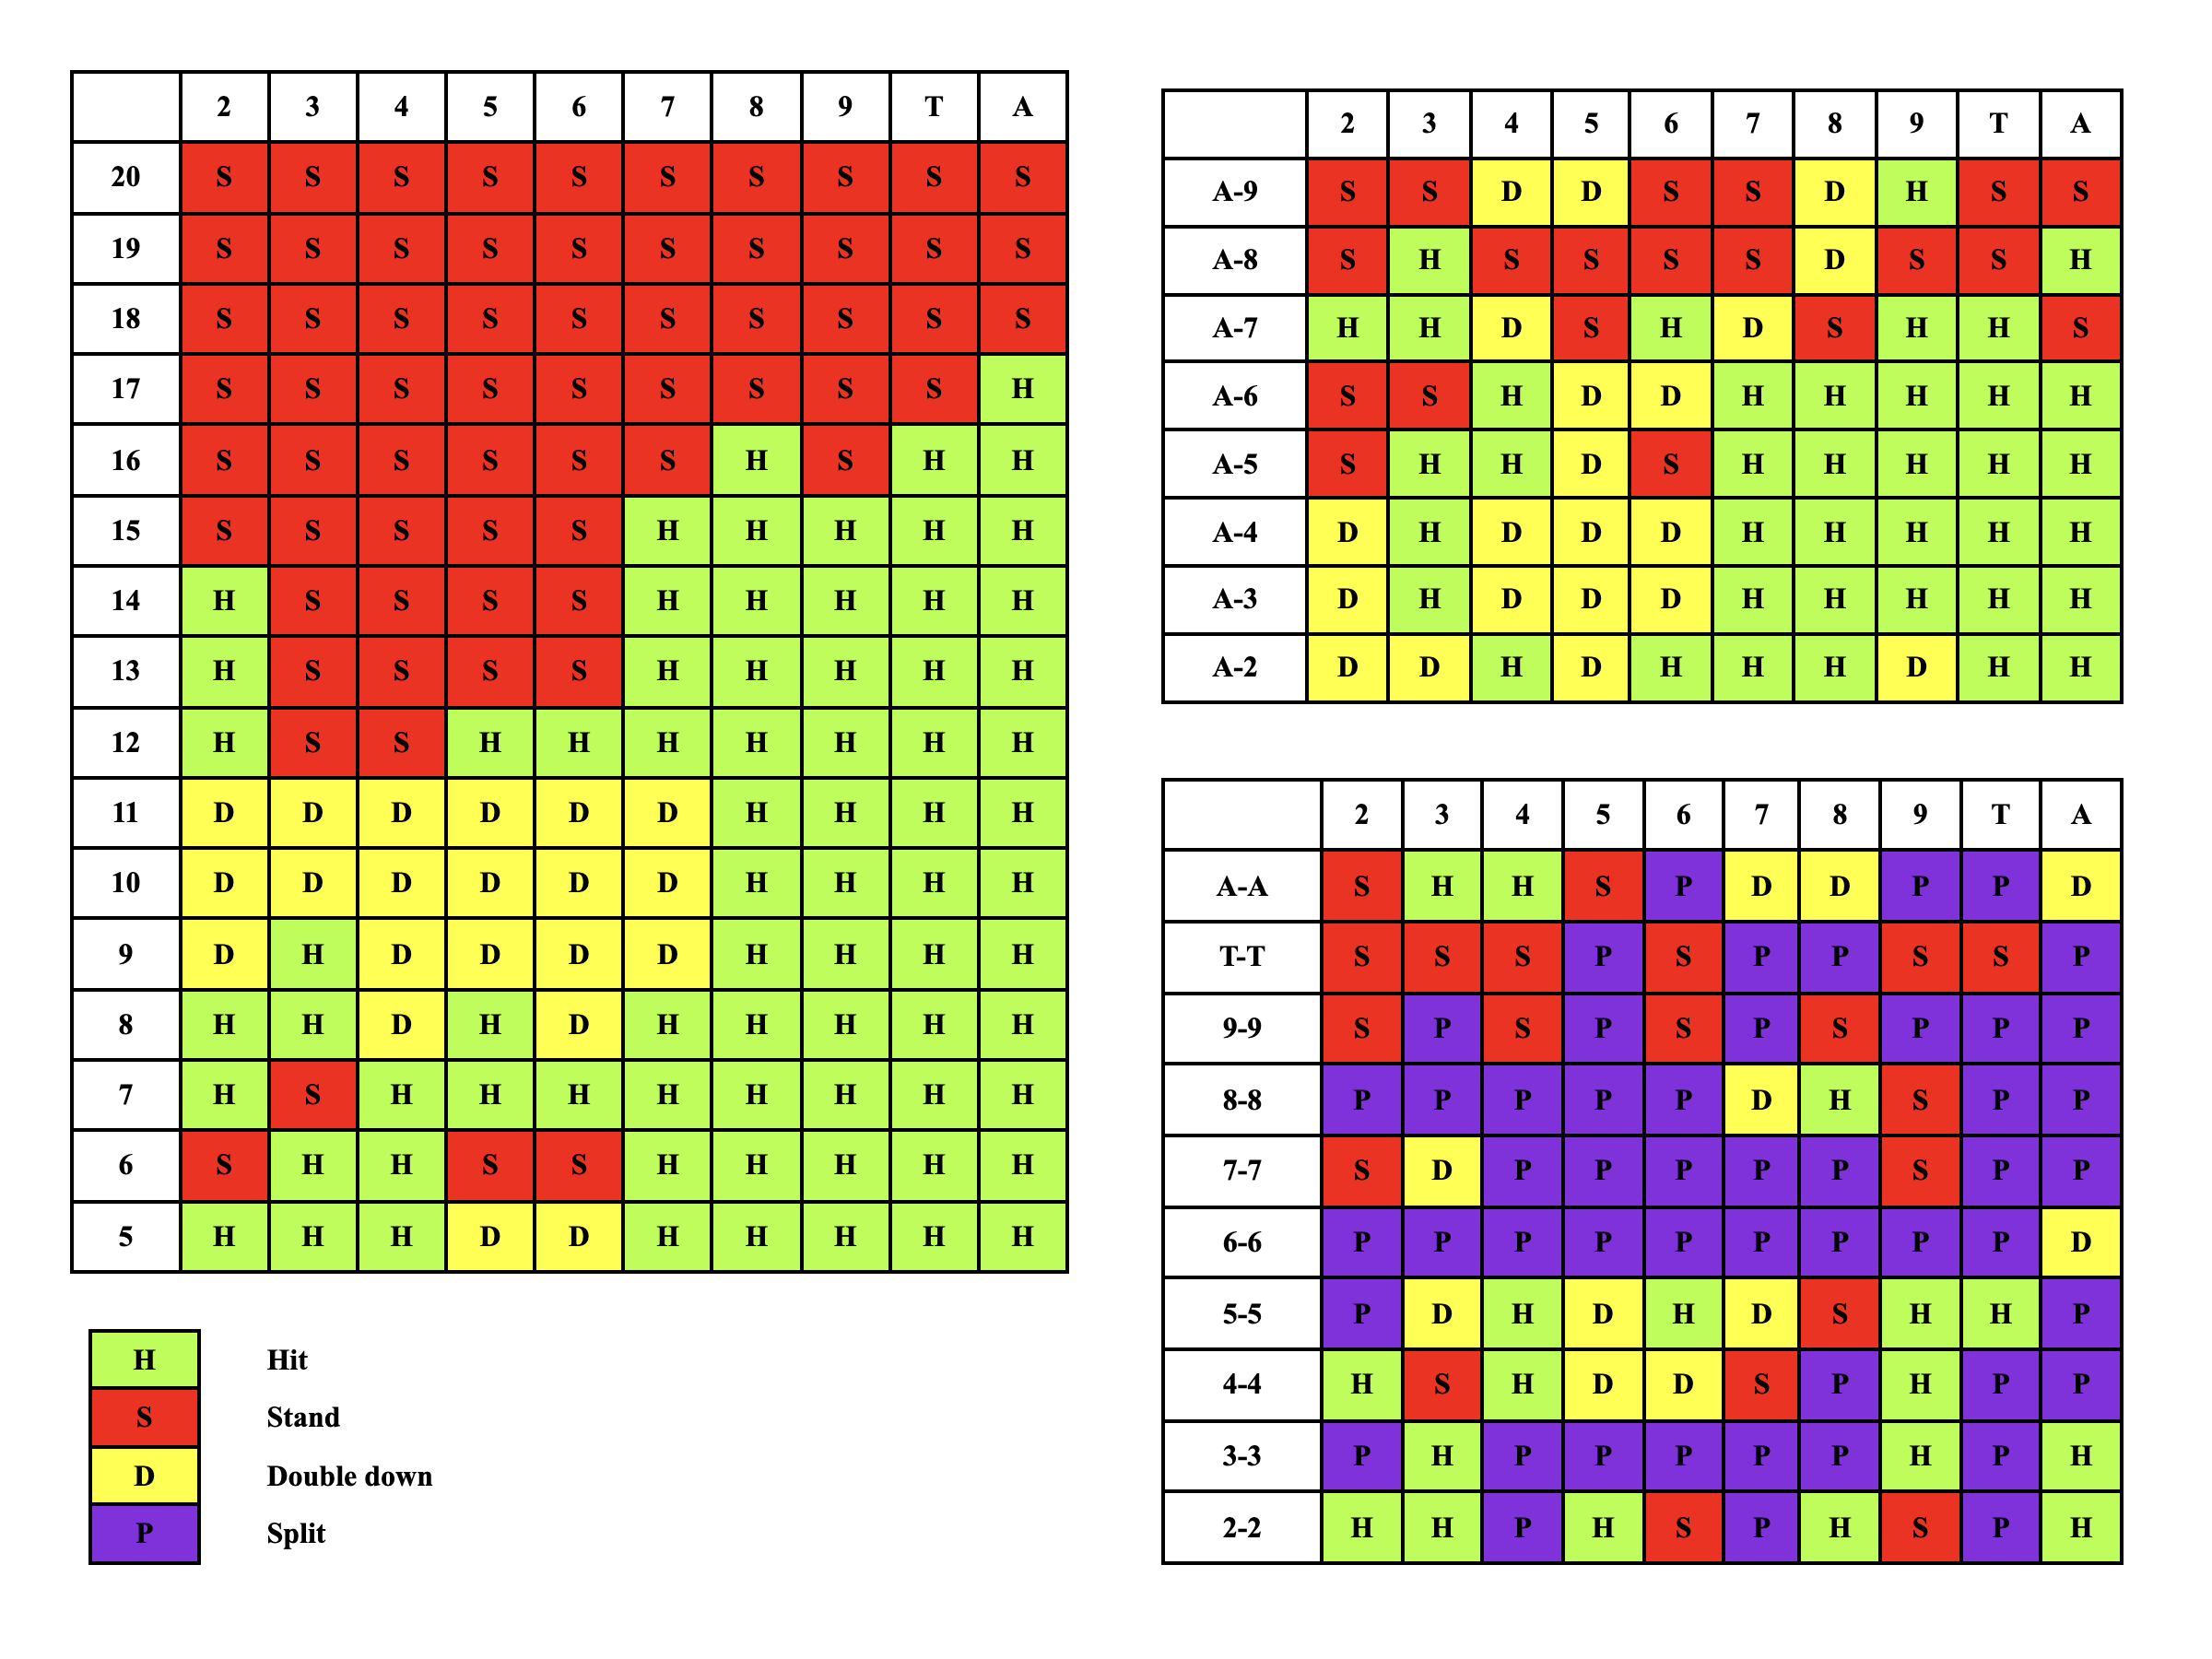 2 3 4 5 6 7 8 9 T A
20 S S S S S S S S S S
19 S S S S S S S S S S
18 S S S S S S S S S S
17 S S S S S S S S S H
16 S S S S S S H S H H
15 S S S S S H H H H H
14 H S S S S H H H H H
13 H S S S S H H H H H
12 H S S H H H H H H H
11 D D D D D D H H H H
10 D D D D D D H H H H
9 D H D D D D H H H H
8 H H D H D H H H H H
7 H S H H H H H H H H
6 S H H S S H H H H H
5 H H H D D H H H H H
H Hit
S Stand
D Double down
P Split
2 3 4 5 6 7 8 9 T A
A-9 S S D D S S D H S S
A-8 S H S S S S D S S H
A-7 H H D S H D S H H S
A-6 S S H D D H H H H H
A-5 S H H D S H H H H H
A-4 D H D D D H H H H H
A-3 D H D D D H H H H H
A-2 D D H D H H H D H H
2 3 4 5 6 7 8 9 T A
A-A S H H S P D D P P D
T-T S S S P S P P S S P
9-9 S P S P S P S P P P
8-8 P P P P P D H S P P
7-7 S D P P P P P S P P
6-6 P P P P P P P P P D
5-5 P D H D H D S H H P
4-4 H S H D D S P H P P
3-3 P H P P P P P H P H
2-2 H H P H S P H S P H